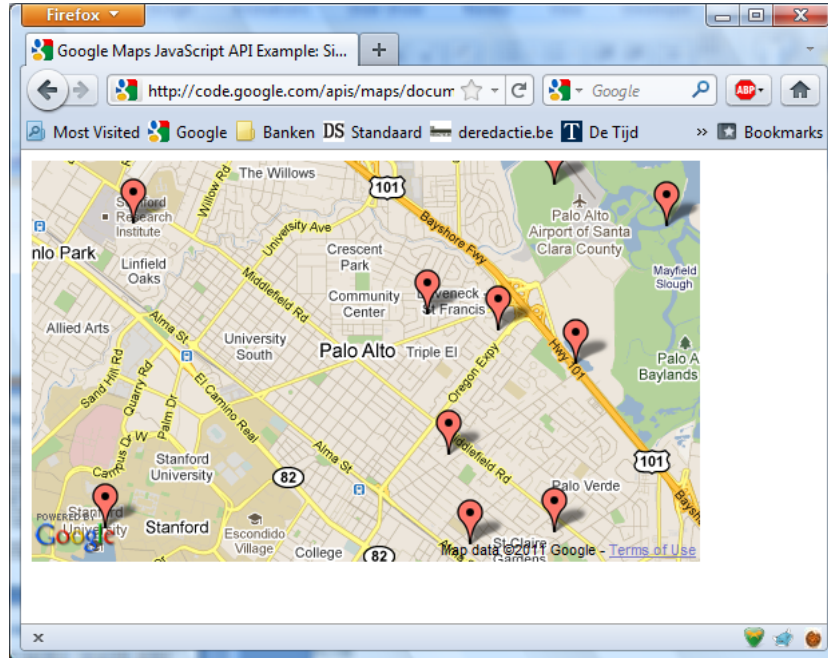 Firefox
Google Maps JavaScript API Example: Si...
http://code.google.com/apis/maps/docum
Google
ABP
Most Visited
Google
Banken
DS Standaard
deredactie.be
T De Tijd
»
Bookmarks
The Willows
Willow Rd
101
Stanford
Research
Institute
University Ave
Bayshore Fwy
Palo Alto
Airport of Santa
Clara County
nlo Park
Linfield
Oaks
Crescent
Park
Middlefield Rd
Mayfield
Slough
Community
Center
St Francis
Allied Arts
Alma St
University
South
Palo Alto
Triple El
Hwy 101
Oregon Expy
Palo A
Baylands
Sand Hill Rd
Quarry Rd
Palm Dr
El Camino Real
Alma St
Middlefield Rd
Campus Dr W
Stanford
University
82
101
Palo Verde
POWERED BY
Google
Stanford
University
Stanford
Escondido
Village
College
82
Alma St
St Claire
Gardens
Bayshore
Map data ©2011 Google - Terms of Use